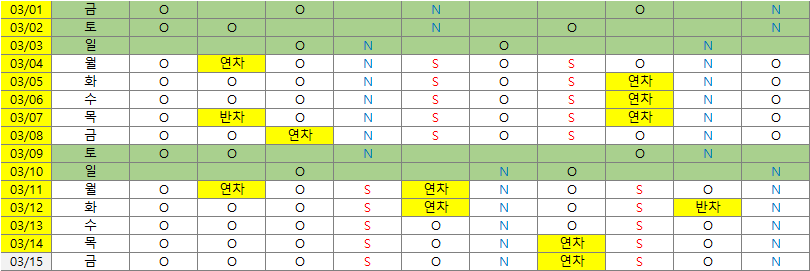 03/01 금 O O N O N
03/02 토 O O N O N
03/03 일 O N O N
03/04 월 O 연차 O N S O S O N O
03/05 화 O O O N S O S 연차 N O
03/06 수 O O O N S O S 연차 N O
03/07 목 O 반차 O N S O S 연차 N O
03/08 금 O O 연차 N S O S O N O
03/09 토 O O N O N
03/10 일 O N O N
03/11 월 O 연차 O S 연차 N O S O N
03/12 화 O O O S 연차 N O S 반차 N
03/13 수 O O O S O N O S O N
03/14 목 O O O S O N 연차 S O N
03/15 금 O O O S O N 연차 S O N